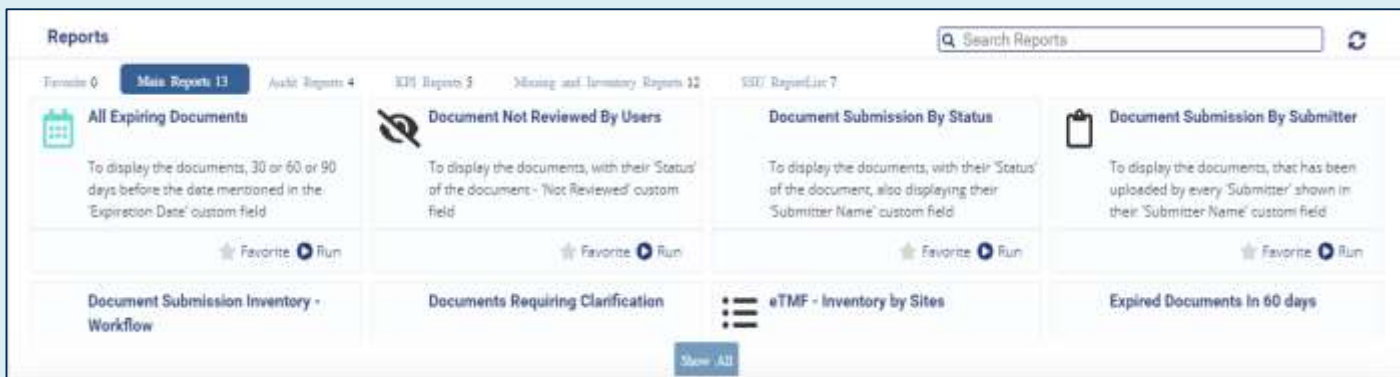 Reports
Search Reports
Favorite 0 Main Reports 13 Audit Reports 4 KPI Reports 5 Missing and Inventory Reports 12 SSU ReportList 7
All Expiring Documents
To display the documents, 30 or 60 or 90
days before the date mentioned in the
'Expiration Date' custom field
Favorite Run
Document Not Reviewed By Users
To display the documents, with their 'Status'
of the document - 'Not Reviewed' custom
field
Favorite Run
Document Submission By Status
To display the documents, with their 'Status'
of the document, also displaying their
'Submitter Name' custom field
Favorite Run
Document Submission By Submitter
To display the documents, that has been
uploaded by every 'Submitter' shown in
their 'Submitter Name' custom field
Favorite Run
Document Submission Inventory -
Workflow
Documents Requiring Clarification
eTMF - Inventory by Sites
Expired Documents In 60 days
Show All